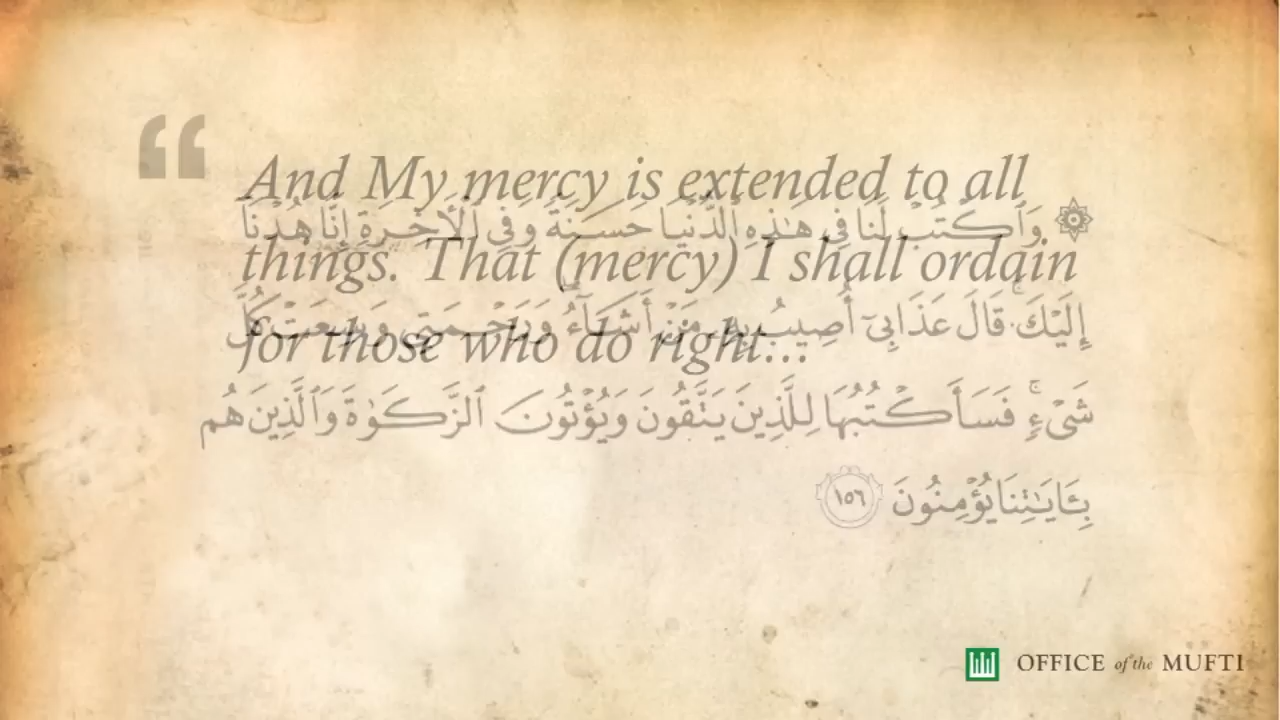 “
And My mercy is extended to all
things. That (mercy) I shall ordain
for those who do right...
۞ وَٱكۡتُبۡ لَنَا فِي هَٰذِهِ ٱلدُّنۡيَا حَسَنَةٗ وَفِي ٱلۡأٓخِرَةِ إِنَّا هُدۡنَآ
إِلَيۡكَۚ قَالَ عَذَابِيٓ أُصِيبُ بِهِۦ مَنۡ أَشَآءُۖ وَرَحۡمَتِي وَسِعَتۡ كُلَّ
شَيۡءٖۚ فَسَأَكۡتُبُهَا لِلَّذِينَ يَتَّقُونَ وَيُؤۡتُونَ ٱلزَّكَوٰةَ وَٱلَّذِينَ هُم
بِـَٔايَٰتِنَا يُؤۡمِنُونَ ١٥٦
OFFICE of the MUFTI